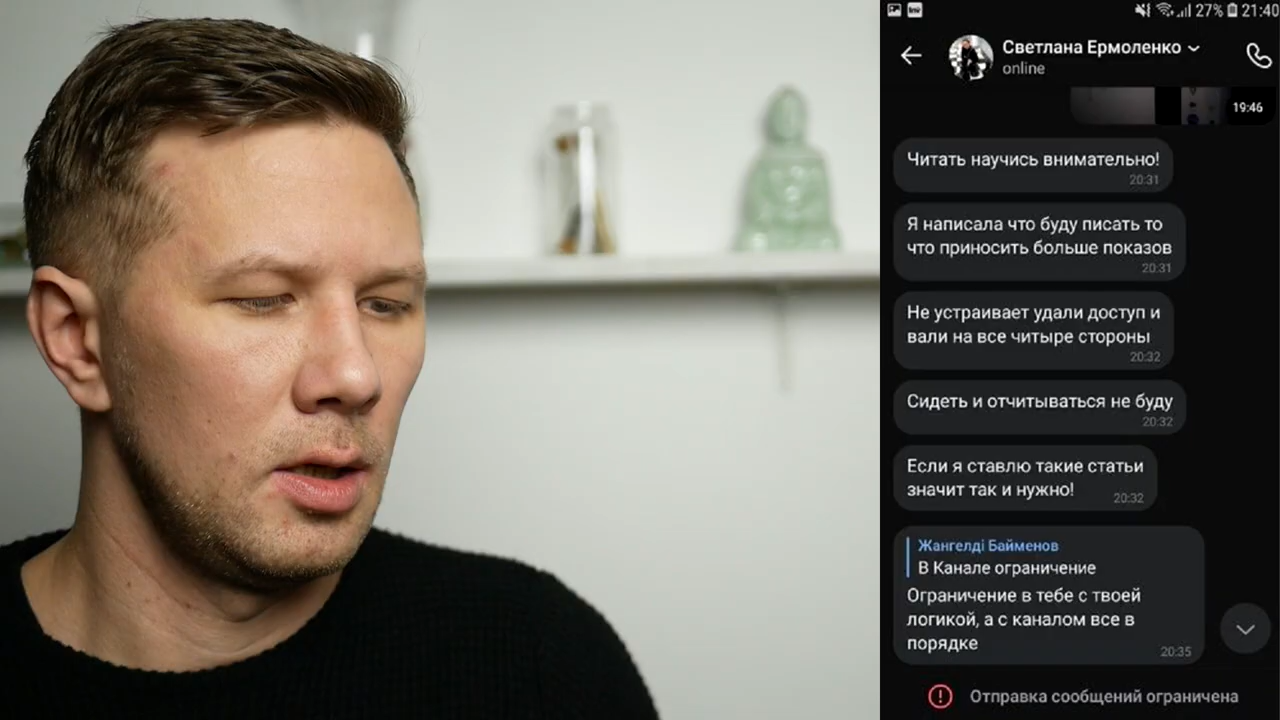 27% 21:40
Светлана Ермоленко
online
19:46
Читать научись внимательно!
20:31
Я написала что буду писать то
что приносить больше показов
20:31
Не устраивает удали доступ и
вали на все читыре стороны
20:32
Сидеть и отчитываться не буду
20:32
Если я ставлю такие статьи
значит так и нужно!
20:32
Жангелді Байменов
В Канале ограничение
Ограничение в тебе с твоей
логикой, а с каналом все в
порядке
20:35
Отправка сообщений ограничена